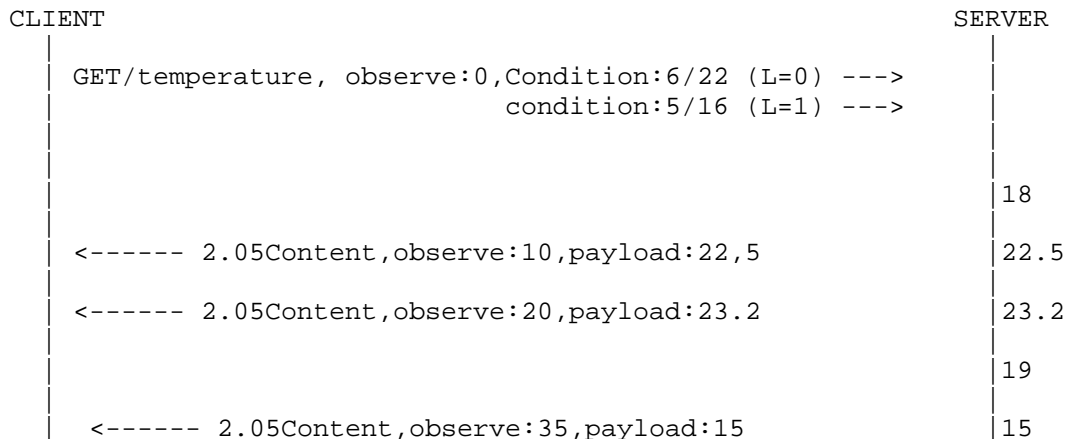 CLIENT SERVER
GET/temperature, observe:0,Condition:6/22 (L=0) --->
condition:5/16 (L=1) --->
18
<------ 2.05Content,observe:10,payload:22,5 22.5
<------ 2.05Content,observe:20,payload:23.2 23.2
19
<------ 2.05Content,observe:35,payload:15 15